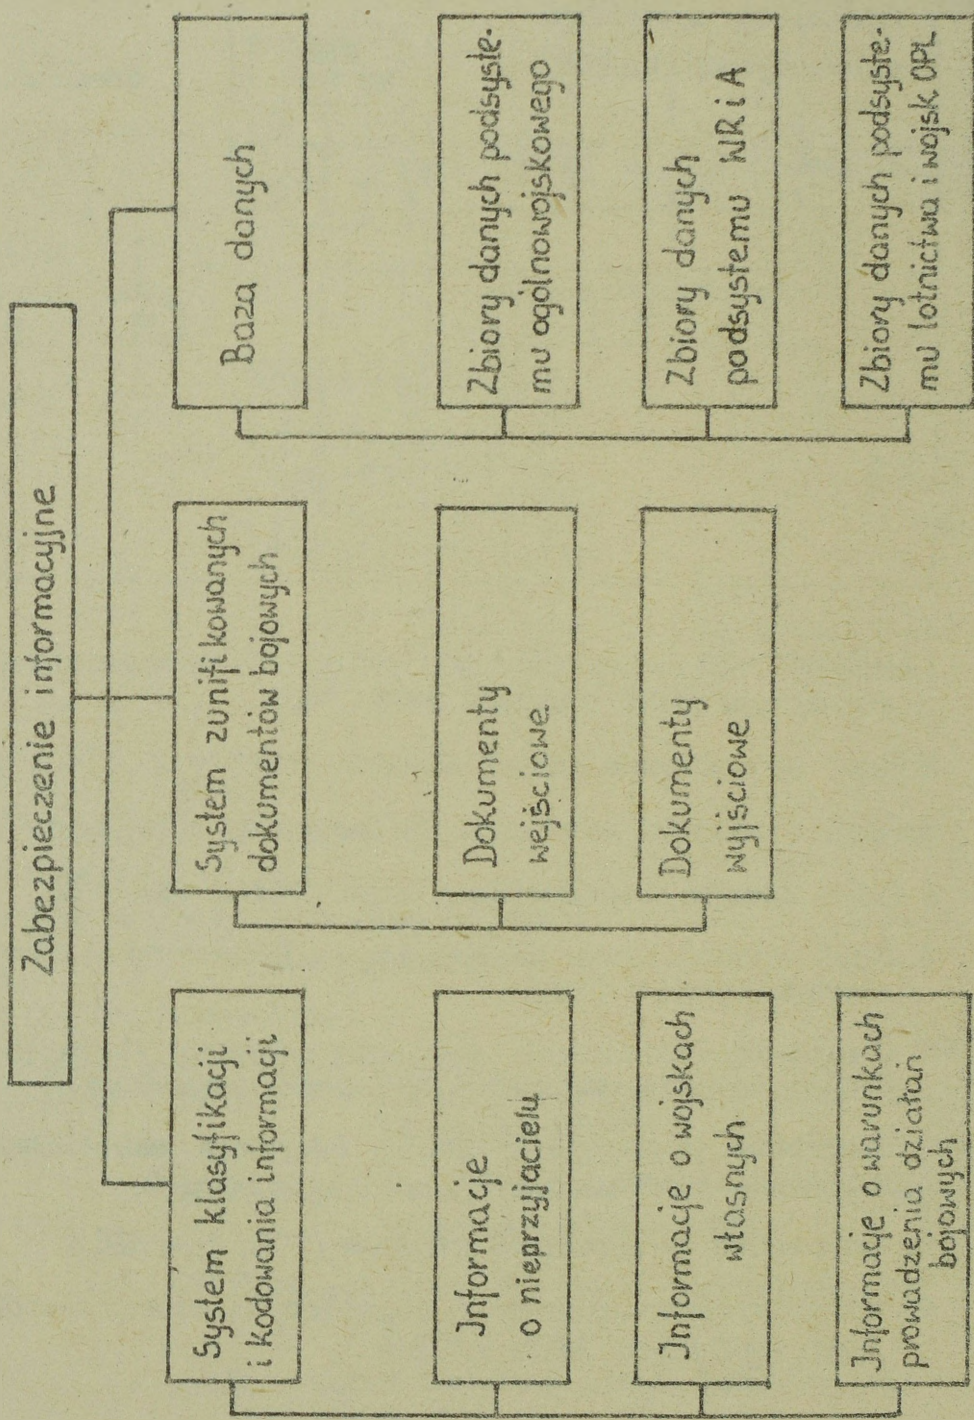 Zabezpieczenie informacyjne
System klasyfikacji
i kodowania informacji
Informacje
o nieprzyjacielu
Informacje o wojskach
własnych
Informacje o warunkach
prowadzenia działań
bojowych
System zunifikowanych
dokumentów bojowych
Dokumenty
wejściowe
Dokumenty
wyjściowe
Baza danych
Zbiory danych podsyste-
mu ogólnowojskowego
Zbiory danych
podsystemu WRiA
Zbiory danych podsyste-
mu lotnictwa i wojsk OPL